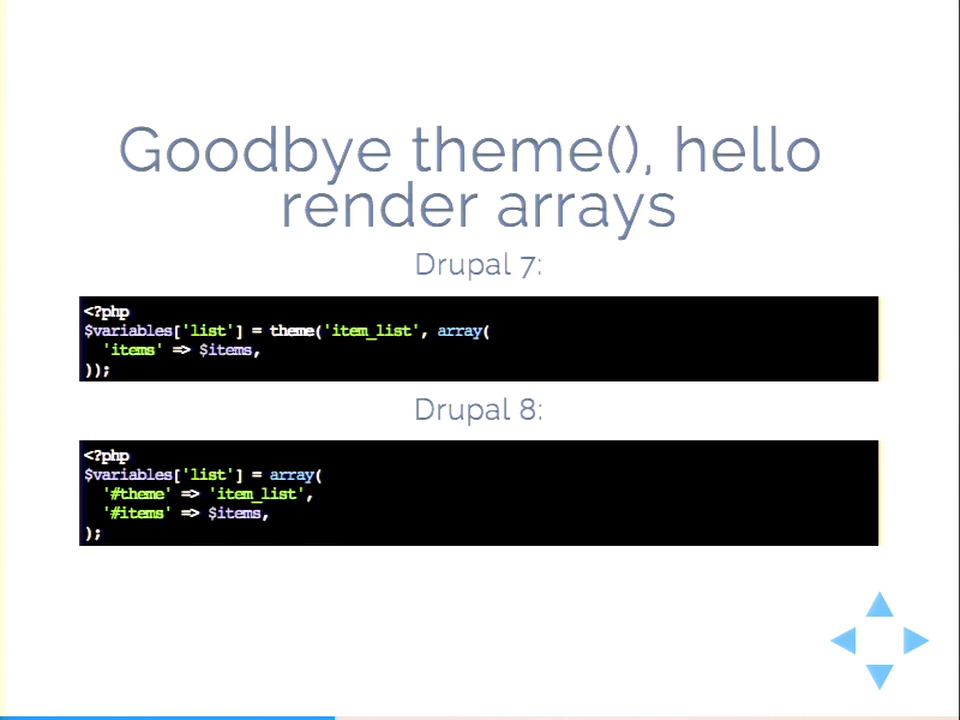 Goodbye theme(), hello
render arrays
Drupal 7:
<?php
$variables['list'] = theme('item_list', array(
  'items' => $items,
));
Drupal 8:
<?php
$variables['list'] = array(
  '#theme' => 'item_list',
  '#items' => $items,
);